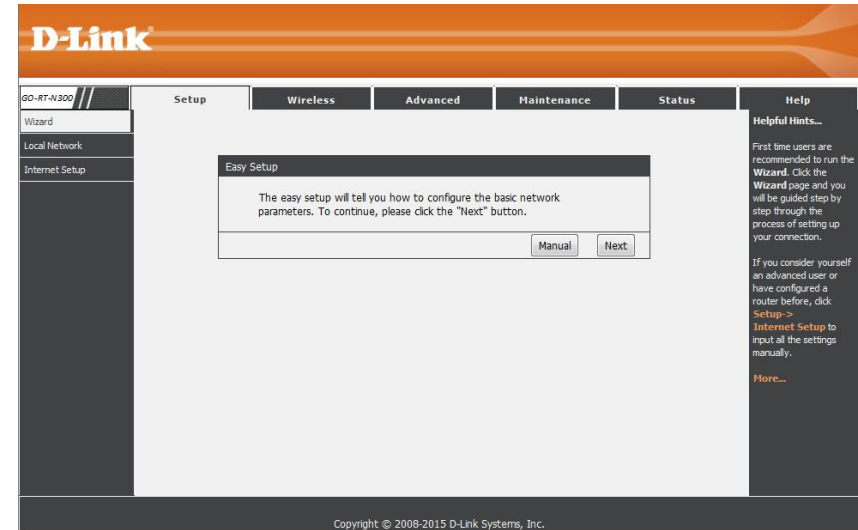 D-Link
GO-RT-N300
Setup
Wireless
Advanced
Maintenance
Status
Help
Wizard
Local Network
Internet Setup
Easy Setup
The easy setup will tell you how to configure the basic network
parameters. To continue, please click the "Next" button.
Manual
Next
Helpful Hints...
First time users are
recommended to run the
Wizard. Click the
Wizard page and you
will be guided step by
step through the
process of setting up
your connection.
If you consider yourself
an advanced user or
have configured a
router before, click
Setup->
Internet Setup to
input all the settings
manually.
More...
Copyright © 2008-2015 D-Link Systems, Inc.